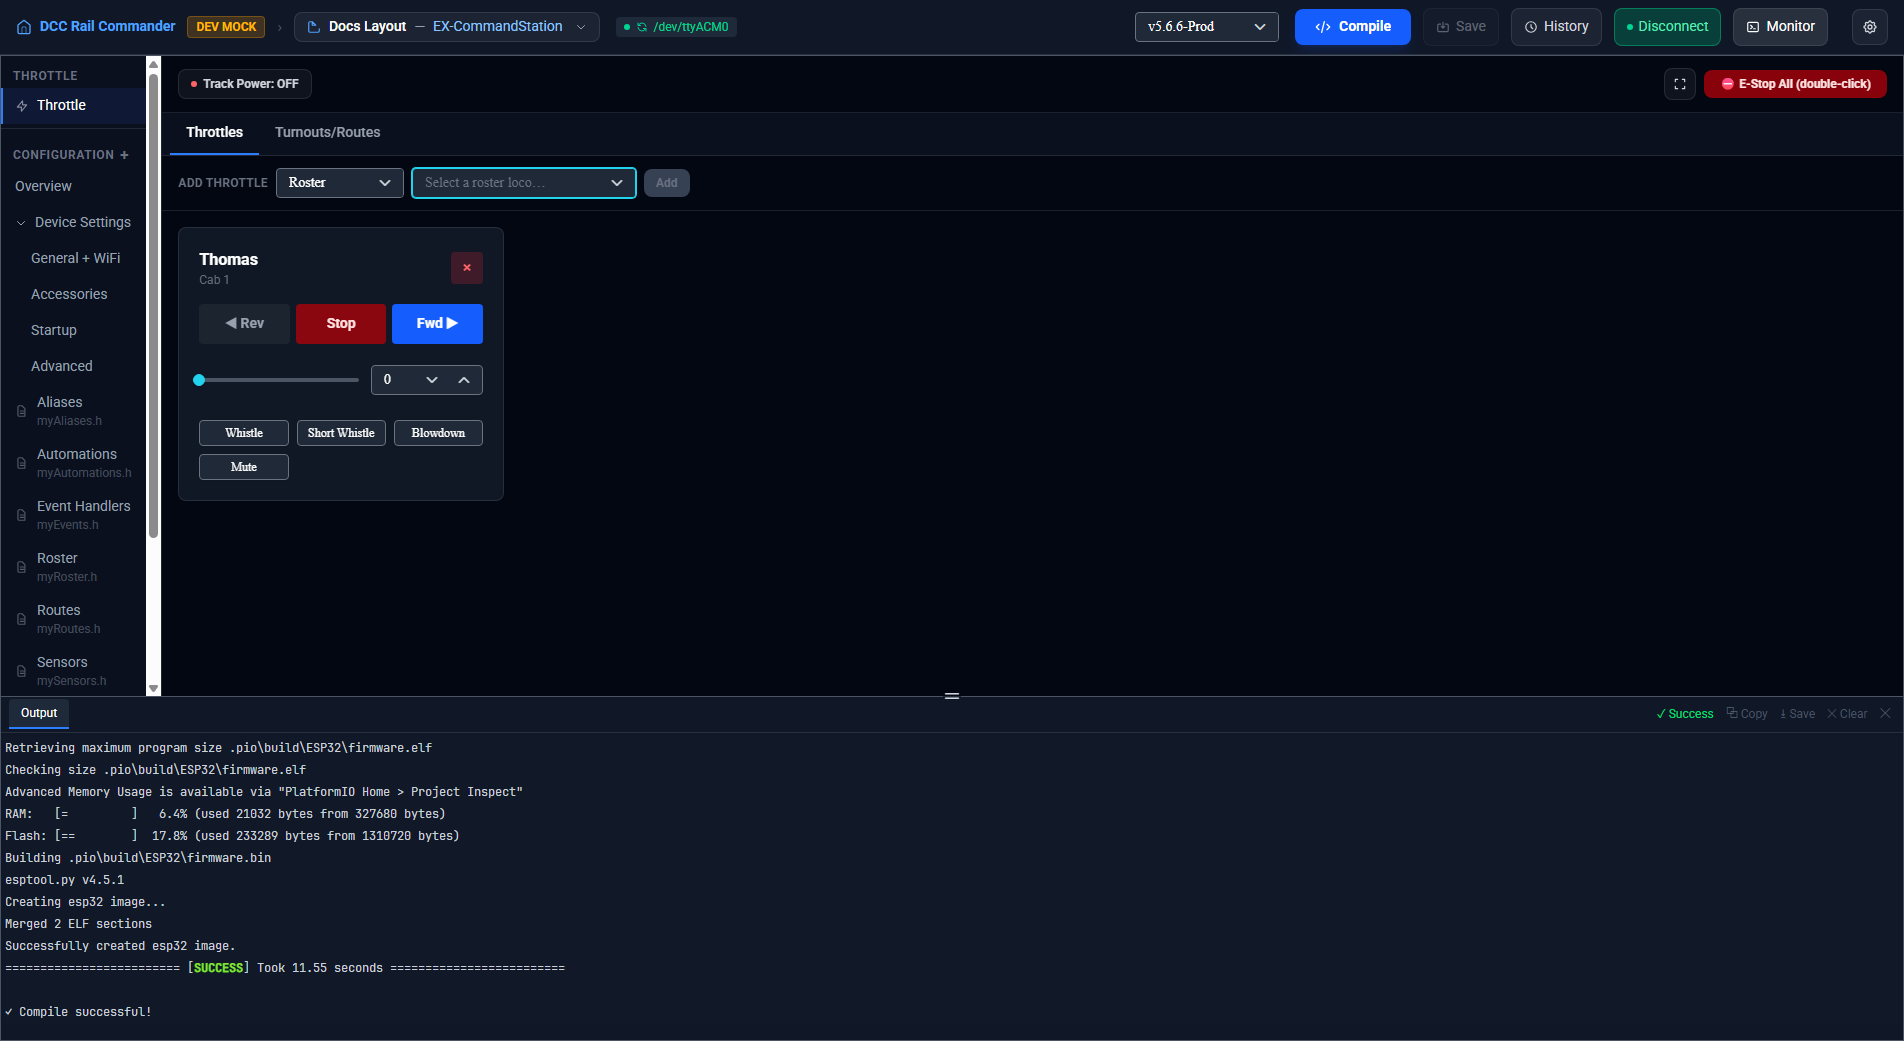 DCC Rail Commander DEV MOCK › Docs Layout — EX-CommandStation /dev/ttyACM0 v5.6.6-Prod Compile Save History Disconnect Monitor
THROTTLE
Throttle
CONFIGURATION +
Overview
Device Settings
General + WiFi
Accessories
Startup
Advanced
Aliases
myAliases.h
Automations
myAutomations.h
Event Handlers
myEvents.h
Roster
myRoster.h
Routes
myRoutes.h
Sensors
mySensors.h
Track Power: OFF E-Stop All (double-click)
Throttles Turnouts/Routes
ADD THROTTLE Roster Select a roster loco… Add
Thomas
Cab 1
◀ Rev Stop Fwd ▶
0
Whistle Short Whistle Blowdown
Mute
Output ✓ Success Copy Save Clear
Retrieving maximum program size .pio\build\ESP32\firmware.elf
Checking size .pio\build\ESP32\firmware.elf
Advanced Memory Usage is available via "PlatformIO Home > Project Inspect"
RAM:   [=         ]   6.4% (used 21032 bytes from 327680 bytes)
Flash: [==        ]  17.8% (used 233289 bytes from 1310720 bytes)
Building .pio\build\ESP32\firmware.bin
esptool.py v4.5.1
Creating esp32 image...
Merged 2 ELF sections
Successfully created esp32 image.
========================= [SUCCESS] Took 11.55 seconds =========================
✓ Compile successful!